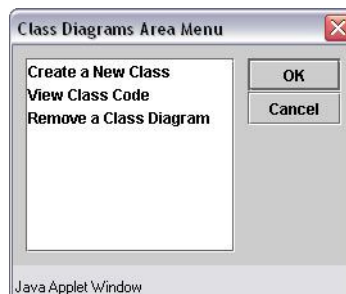 Class Diagrams Area Menu
Create a New Class
View Class Code
Remove a Class Diagram
OK
Cancel
Java Applet Window